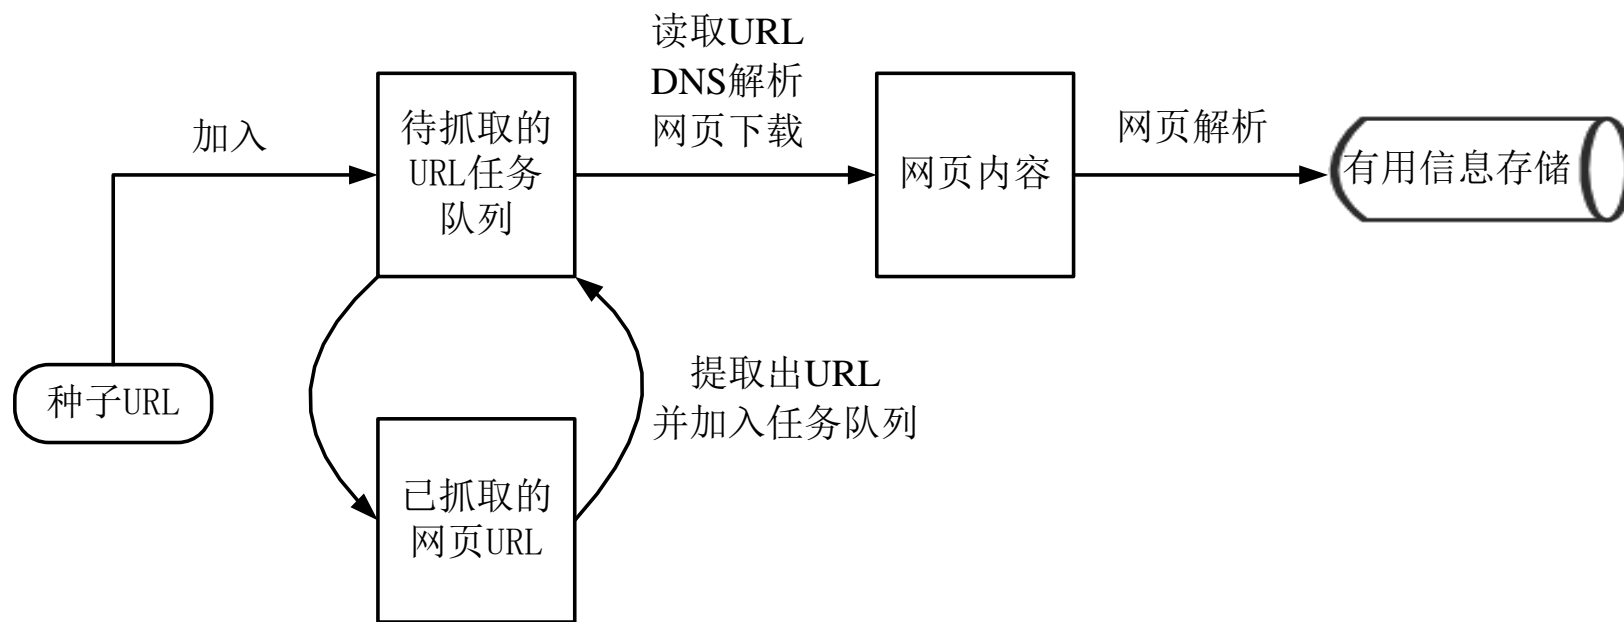 读取URL
DNS解析
网页下载
加入
待抓取的
URL任务
队列
网页内容
网页解析
有用信息存储
种子URL
提取出URL
并加入任务队列
已抓取的
网页URL